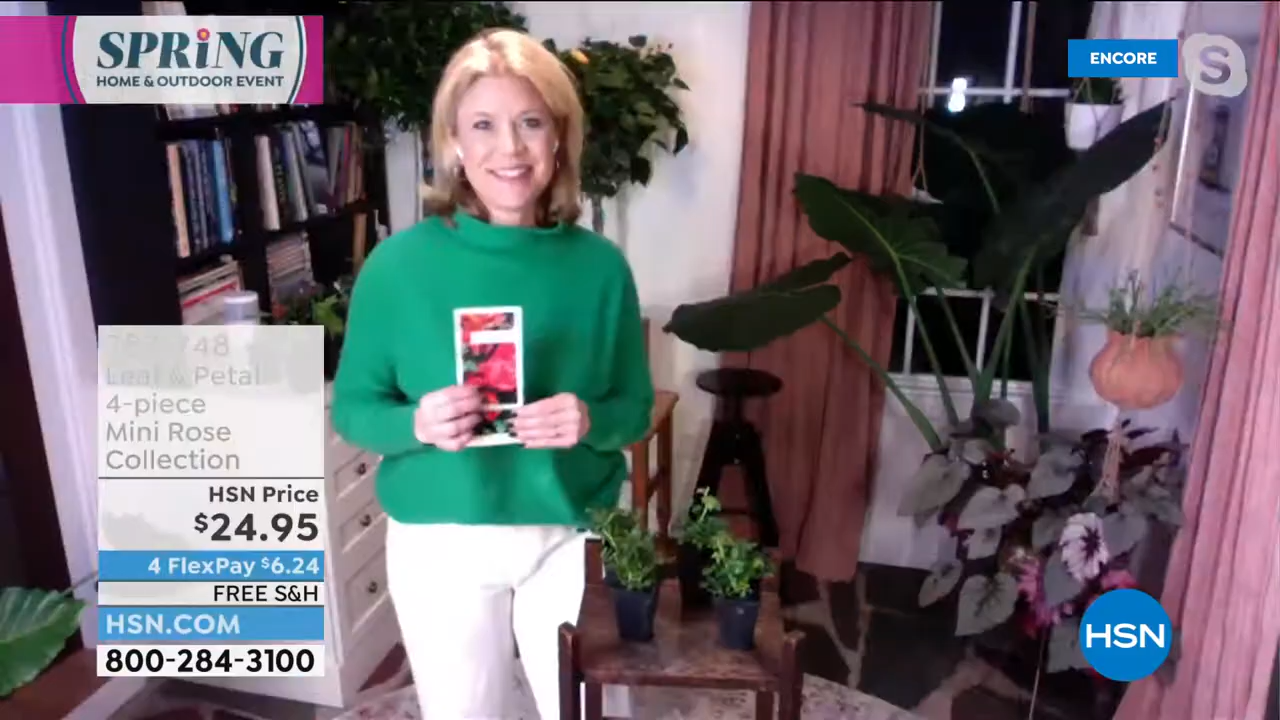 SPRiNG
HOME & OUTDOOR EVENT
ENCORE
S
Leaf & Petal
4-piece
Mini Rose
Collection
HSN Price
$24.95
4 FlexPay $6.24
FREE S&H
HSN.COM
800-284-3100
HSN